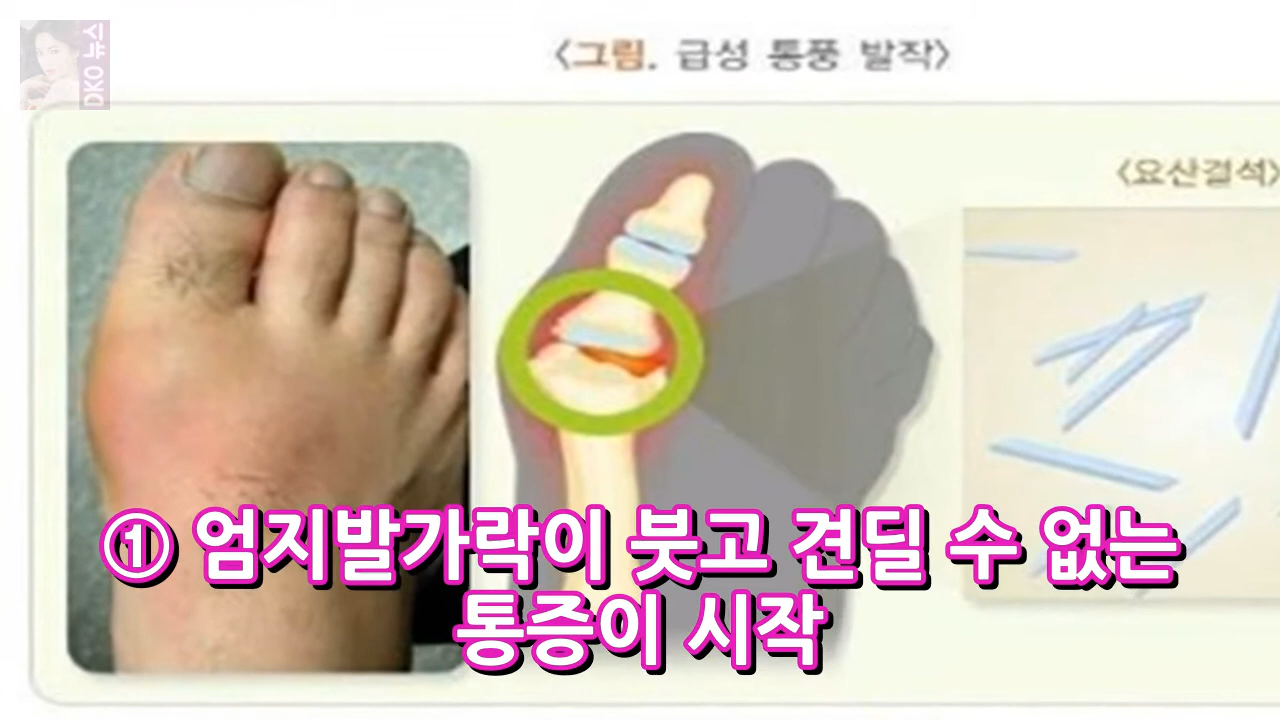 <그림. 급성 통풍 발작>
DKO 뉴스
<요산결석>
① 엄지발가락이 붓고 견딜 수 없는
통증이 시작